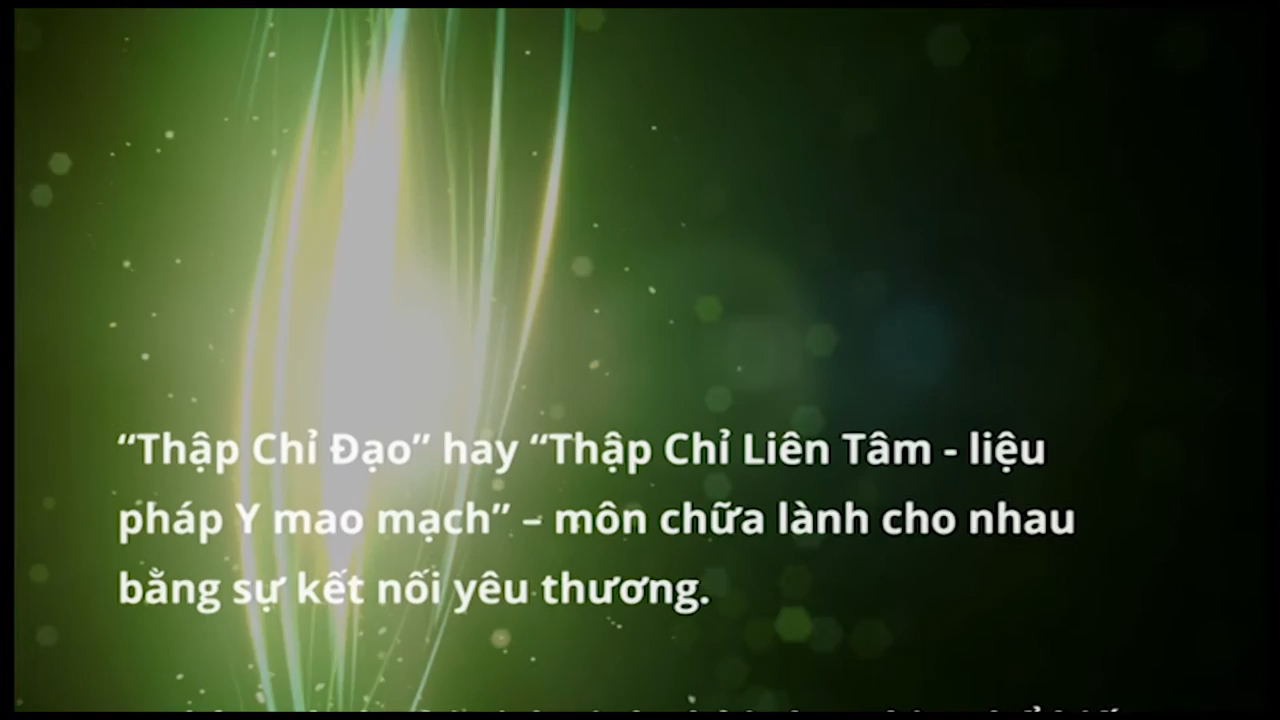 “Thập Chỉ Đạo” hay “Thập Chỉ Liên Tâm - liệu
pháp Y mao mạch” – môn chữa lành cho nhau
bằng sự kết nối yêu thương.